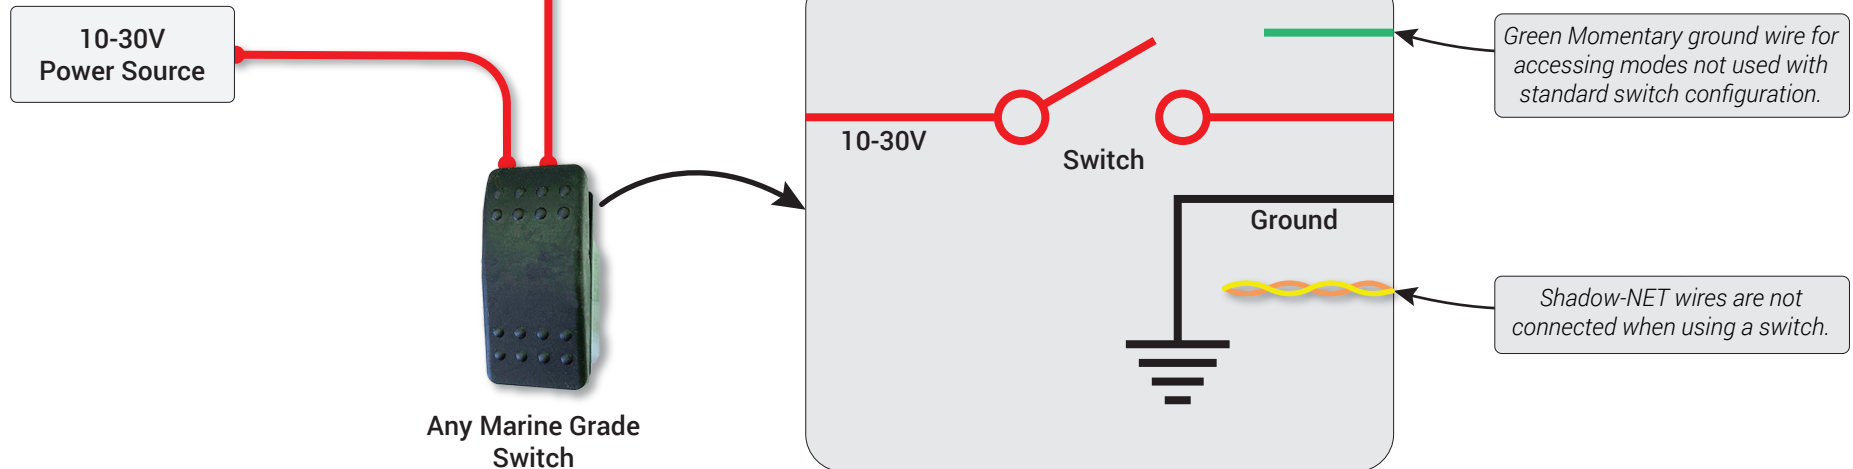 10-30V
Power Source
Green Momentary ground wire for
accessing modes not used with
standard switch configuration.
10-30V
Switch
Ground
Shadow-NET wires are not
connected when using a switch.
Any Marine Grade
Switch